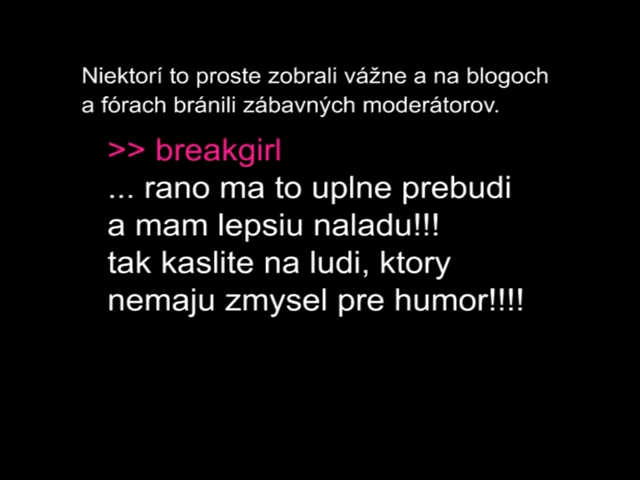 Niektorí to proste zobrali vážne a na blogoch
a fórach bránili zábavných moderátorov.
>> breakgirl
... rano ma to uplne prebudi
a mam lepsiu naladu!!!
tak kaslite na ludi, ktory
nemaju zmysel pre humor!!!!